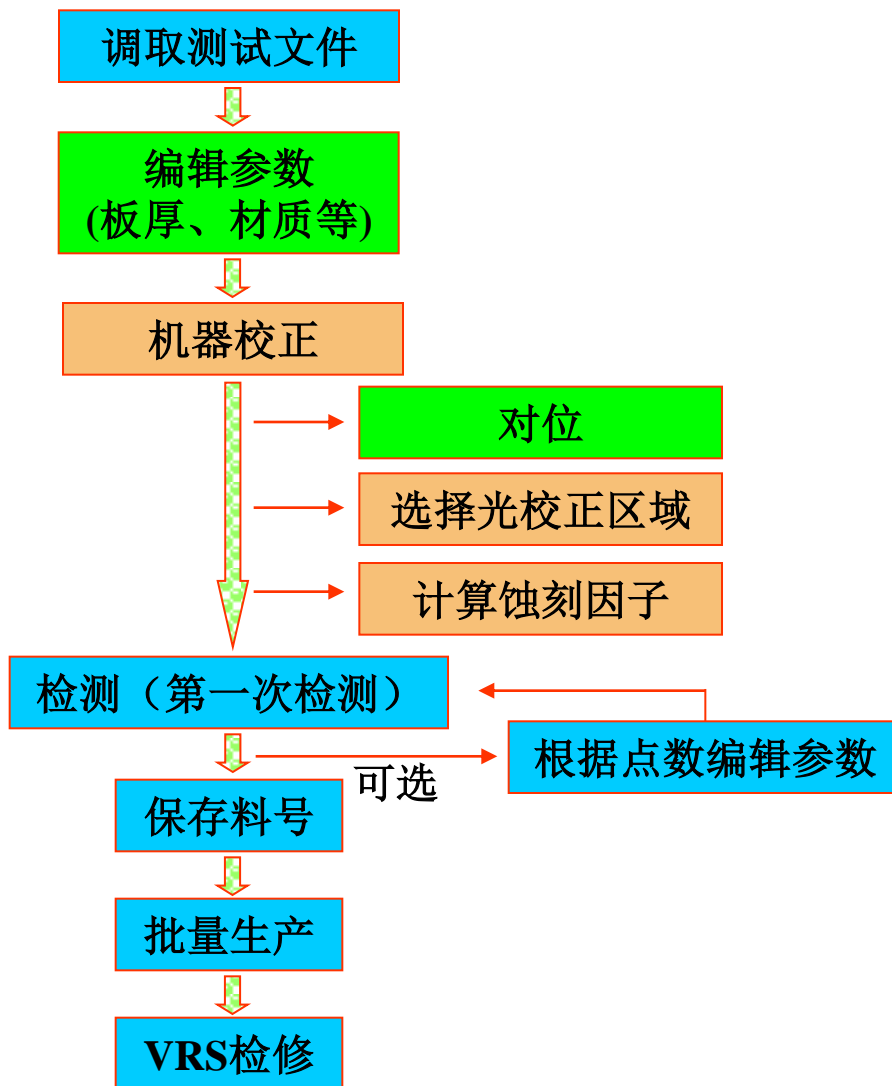 调取测试文件
编辑参数
(板厚、材质等)
机器校正
对位
选择光校正区域
计算蚀刻因子
检测（第一次检测）
根据点数编辑参数
可选
保存料号
批量生产
VRS检修